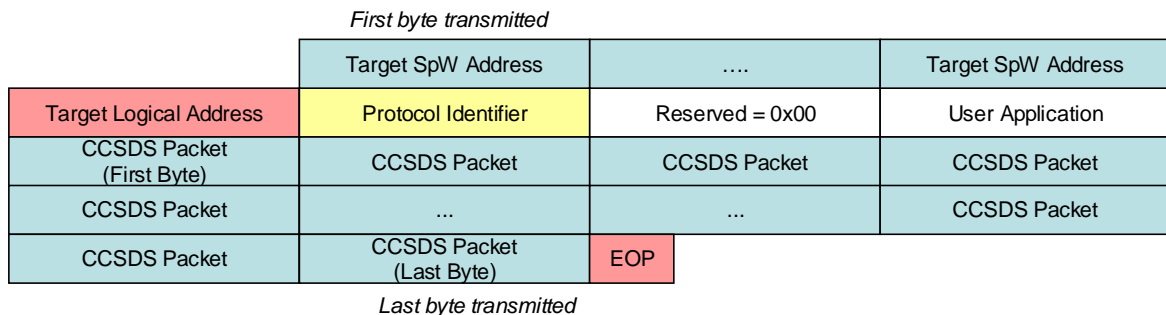 First byte transmitted
Target SpW Address
....
Target SpW Address
Target Logical Address
Protocol Identifier
Reserved = 0x00
User Application
CCSDS Packet
(First Byte)
CCSDS Packet
CCSDS Packet
CCSDS Packet
CCSDS Packet
...
...
CCSDS Packet
CCSDS Packet
CCSDS Packet
(Last Byte)
EOP
Last byte transmitted